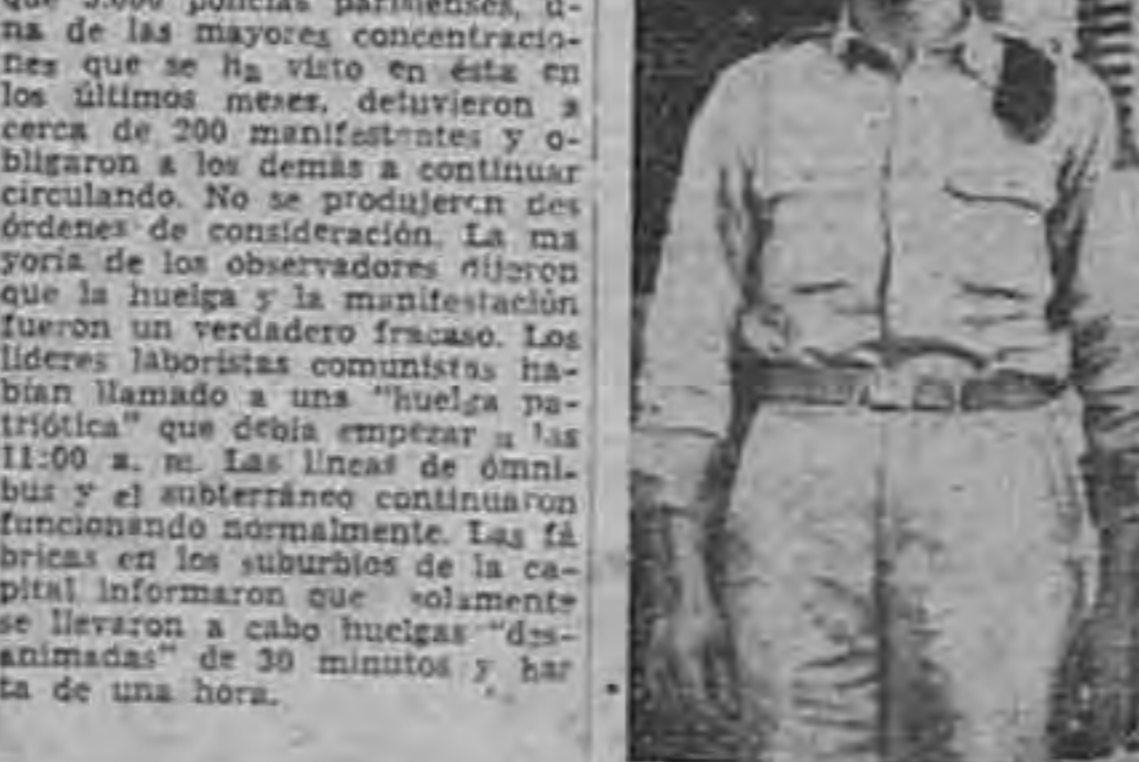 que 3.000 policías parisienses, u-
na de las mayores concentracio-
nes que se ha visto en ésta en
los últimos meses, detuvieron a
cerca de 200 manifestantes y o-
bligaron a los demás a continuar
circulando. No se produjeron des
órdenes de consideración. La ma
yoría de los observadores dijeron
que la huelga y la manifestación
fueron un verdadero fracaso. Los
líderes laboristas comunistas ha-
bían llamado a una "huelga pa-
triótica" que debía empezar a las
11:00 a. m. Las líneas de ómni-
bus y el subterráneo continuaron
funcionando normalmente. Las fá
bricas en los suburbios de la ca-
pital informaron que solamente
se llevaron a cabo huelgas "des-
animadas" de 30 minutos y has
ta de una hora.